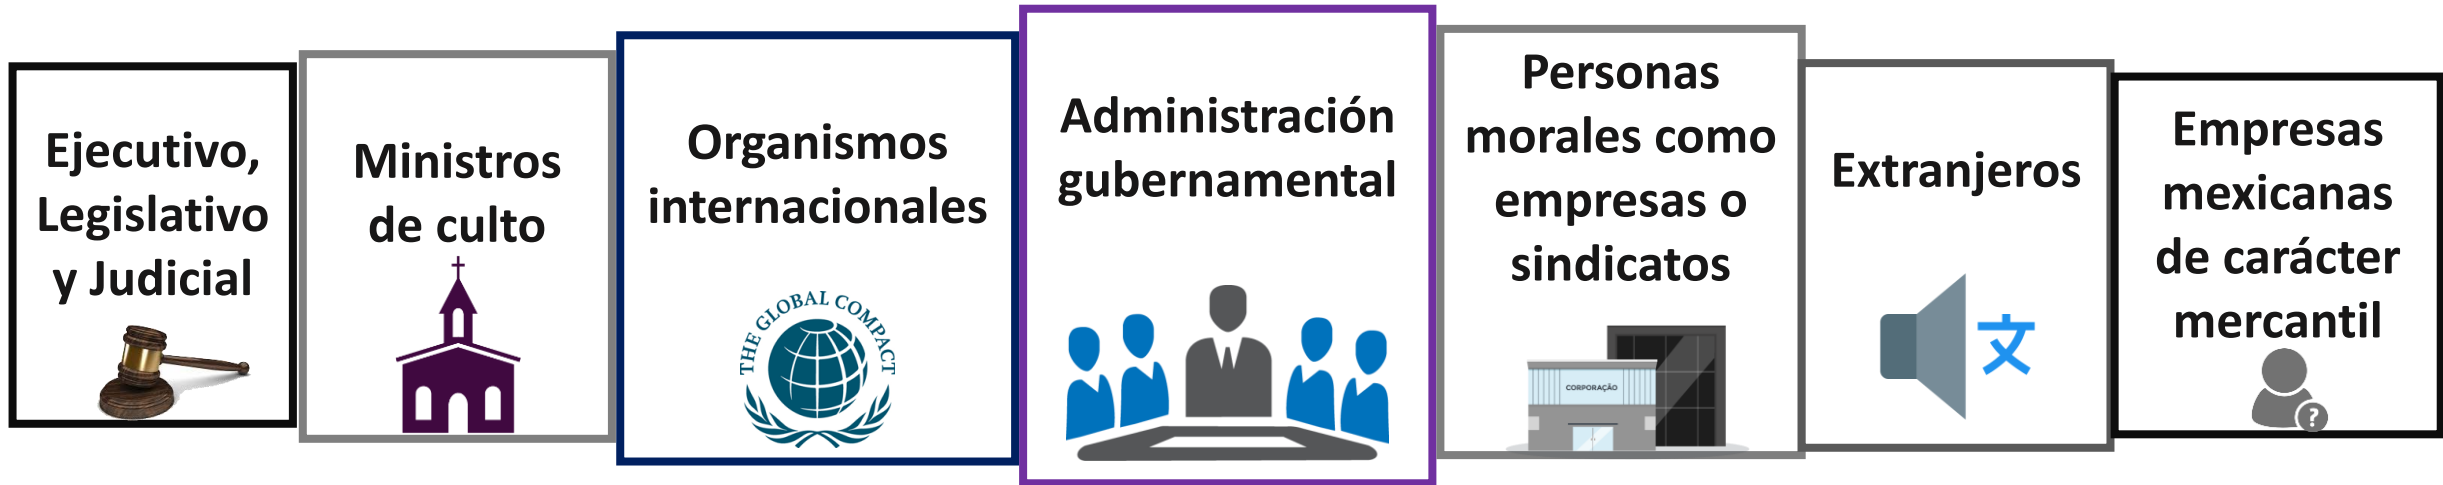 Ejecutivo,
Legislativo
y Judicial
Ministros
de culto
Organismos
internacionales
THE GLOBAL COMPACT
Administración
gubernamental
Personas
morales como
empresas o
sindicatos
CORPORAÇÃO
Extranjeros
文
Empresas
mexicanas
de carácter
mercantil
?